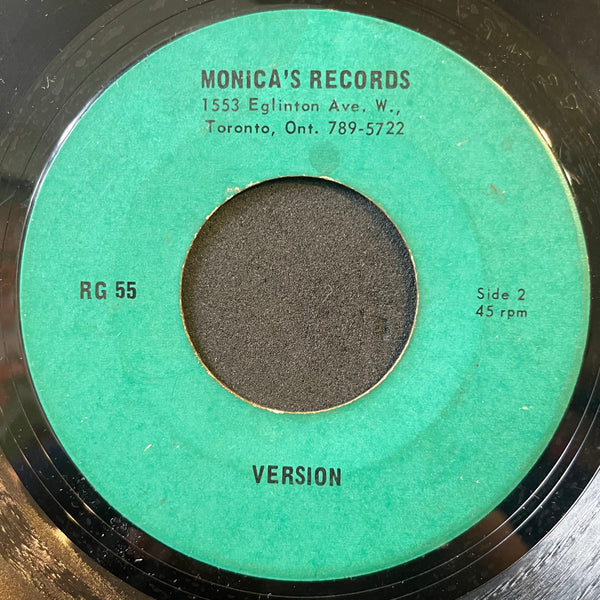 MONICA'S RECORDS
1553 Eglinton Ave. W.,
Toronto, Ont. 789-5722
RG 55
Side 2
45 rpm
VERSION